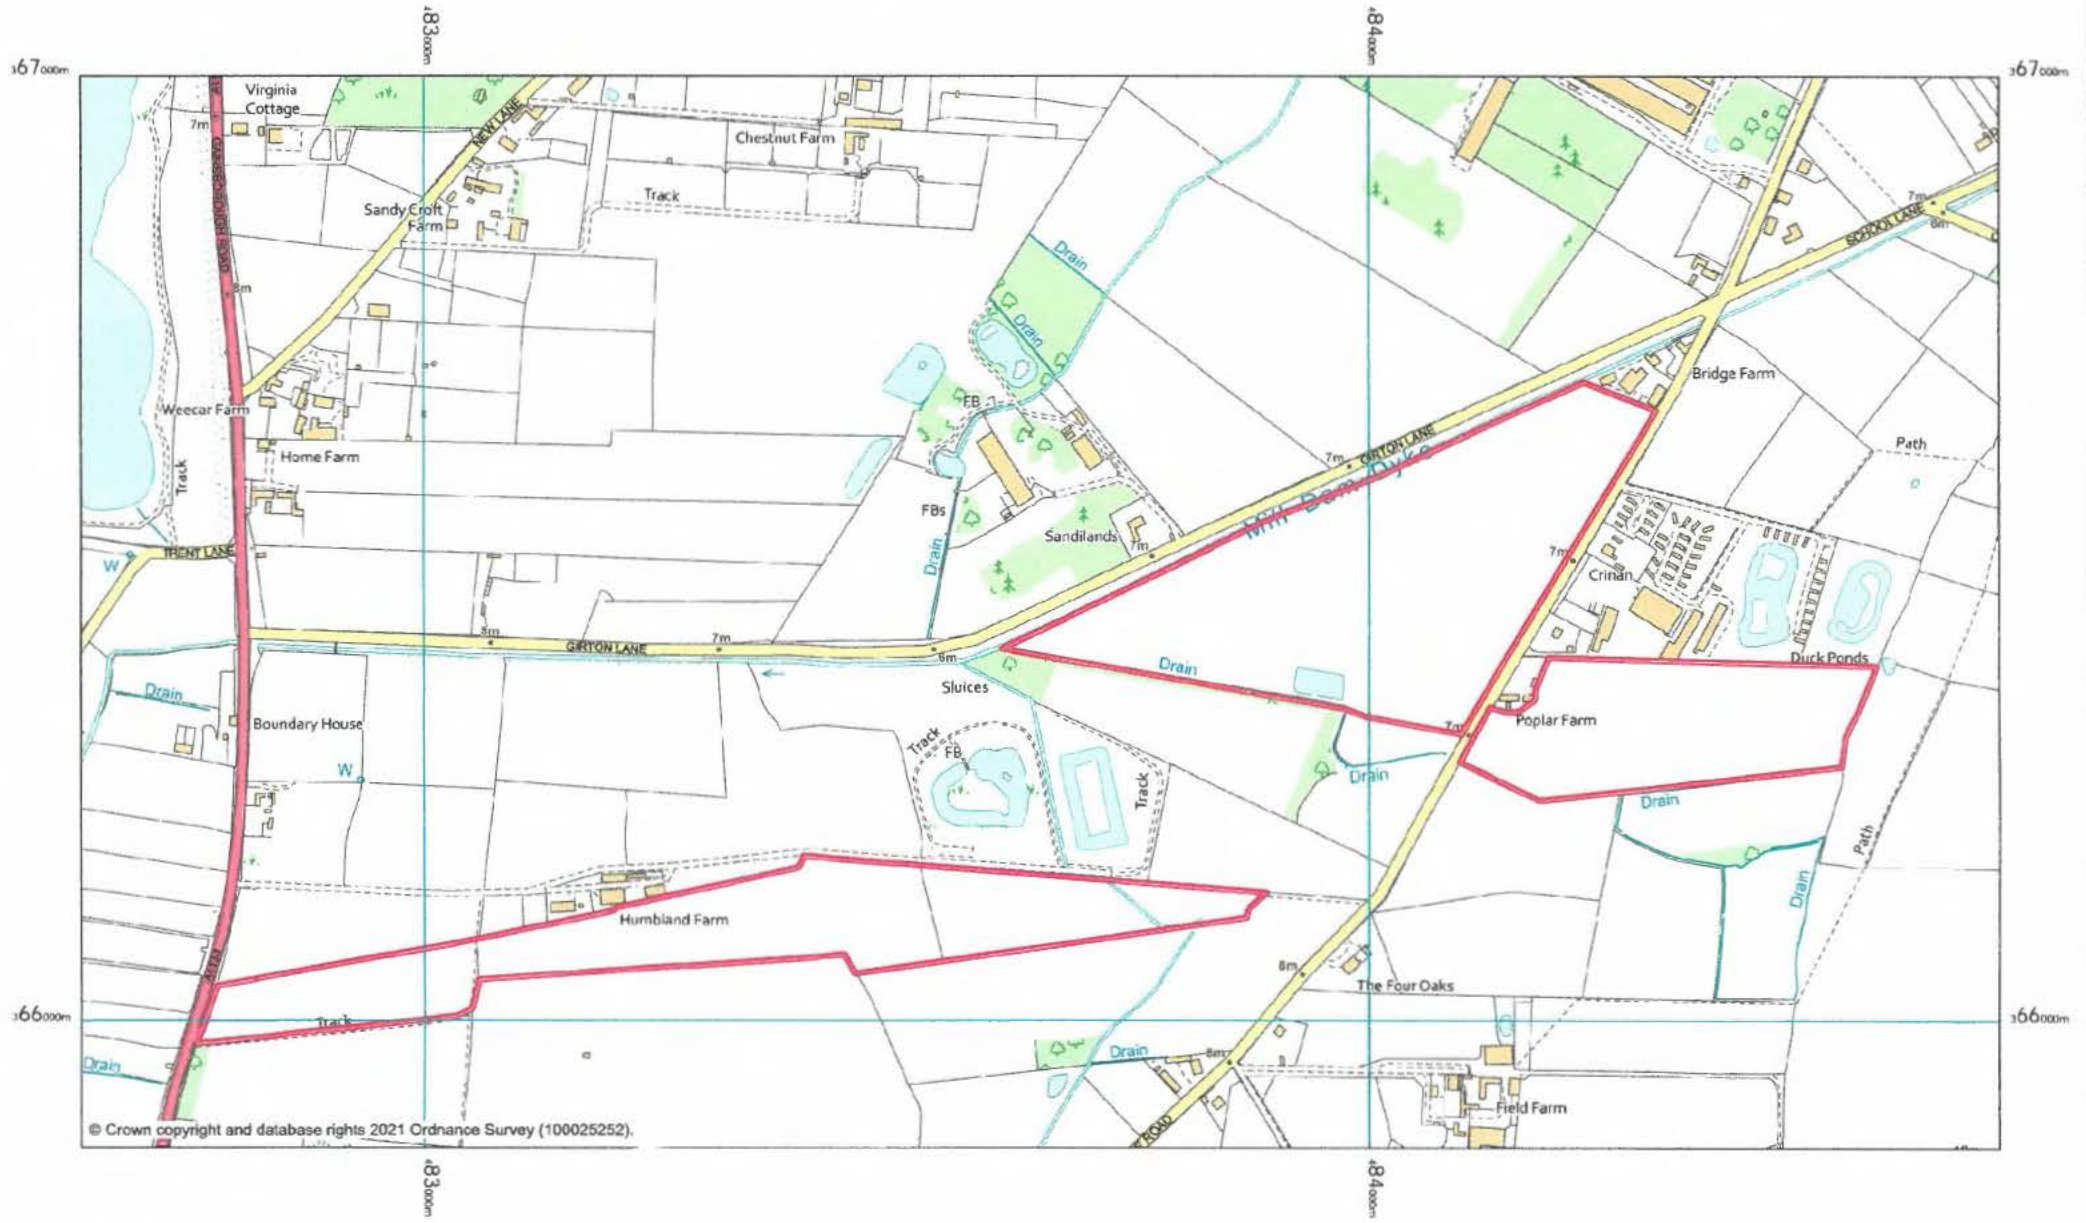 483000m
484000m
367000m
367000m
Virginia
Cottage
7m
GAINSBOROUGH ROAD
NEW LANE
Chestnut Farm
Track
Sandy Croft
Farm
8m
Drain
Drain
7m
SCHOOL LANE
6m
Weecar Farm
Home Farm
Track
FB
FBs
Drain
Sandilands
7m
7m
GIRTON LANE
Mill Dam Dyke
Bridge Farm
Path
W
TRENT LANE
8m
GIRTON LANE
7m
6m
Sluices
7m
Crinan
Duck Ponds
Drain
Drain
Boundary House
W
Track
FB
Track
Drain
7m
Poplar Farm
Drain
Path
Drain
Humbland Farm
8m
The Four Oaks
366000m
366000m
Track
Drain
Drain
8m
Field Farm
ROAD
© Crown copyright and database rights 2021 Ordnance Survey (100025252).
483000m
484000m